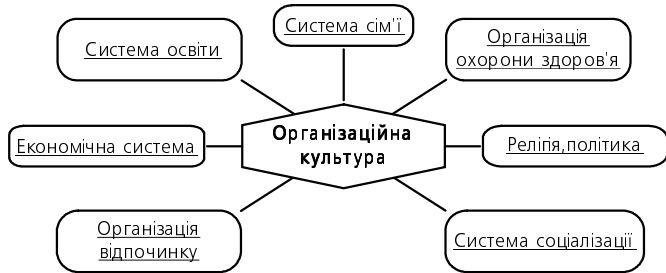 Система сім'ї
Система освіти
Організація
охорони здоров'я
Організаційна
культура
Економічна система
Релігія,політика
Організація
відпочинку
Система соціалізації